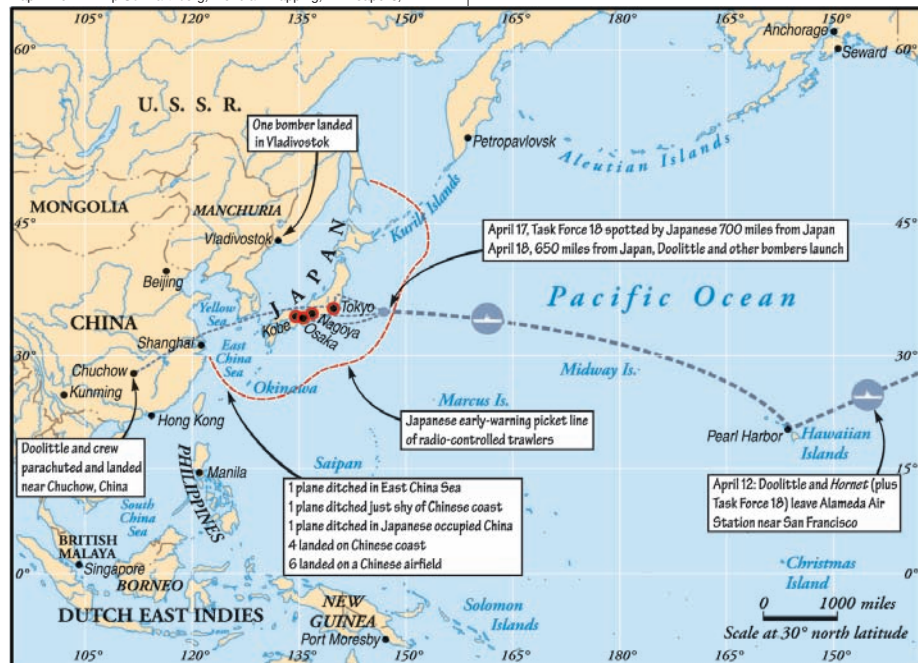 105° 120° 135° 150° 165° 180° 165° 150°
60° 60°
Anchorage
Seward
U. S. S. R.
One bomber landed
in Vladivostok
Petropavlovsk
Aleutian Islands
MONGOLIA
MANCHURIA
Kurile Islands
45° 45°
Vladivostok
April 17, Task Force 18 spotted by Japanese 700 miles from Japan
April 18, 650 miles from Japan, Doolittle and other bombers launch
Beijing
JAPAN
Pacific Ocean
Yellow
Sea
Tokyo
Nagoya
Osaka
Kobe
CHINA
Shanghai
East
China
Sea
30° 30°
Chuchow
Kunming
Okinawa
Midway Is.
Marcus Is.
Hong Kong
Japanese early-warning picket line
of radio-controlled trawlers
Pearl Harbor
Hawaiian
Islands
Doolittle and crew
parachuted and landed
near Chuchow, China
PHILIPPINES
Manila
Saipan
15° 15°
1 plane ditched in East China Sea
1 plane ditched just shy of Chinese coast
1 plane ditched in Japanese occupied China
4 landed on Chinese coast
6 landed on a Chinese airfield
April 12: Doolittle and Hornet (plus
Task Force 18) leave Alameda Air
Station near San Francisco
South
China
Sea
BRITISH
MALAYA
Singapore
BORNEO
Christmas
Island
0° 0°
DUTCH EAST INDIES
NEW
GUINEA
Port Moresby
Solomon
Islands
0 1000 miles
Scale at 30° north latitude
105° 120° 135° 150° 165° 180° 165° 150°